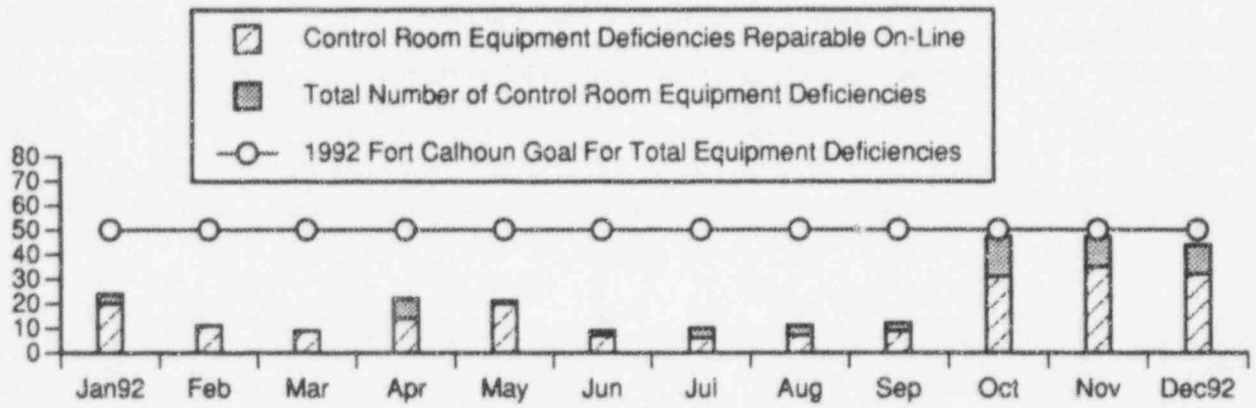 Control Room Equipment Deficiencies Repairable On-Line
Total Number of Control Room Equipment Deficiencies
1992 Fort Calhoun Goal For Total Equipment Deficiencies
80
70
60
50
40
30
20
10
0
Jan92 Feb Mar Apr May Jun Jul Aug Sep Oct Nov Dec92